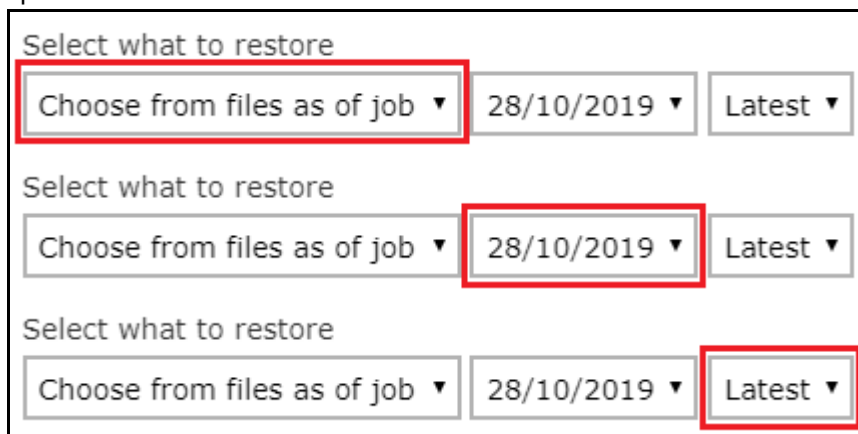 Select what to restore
Choose from files as of job ▼ 28/10/2019 ▼ Latest ▼
Select what to restore
Choose from files as of job ▼ 28/10/2019 ▼ Latest ▼
Select what to restore
Choose from files as of job ▼ 28/10/2019 ▼ Latest ▼